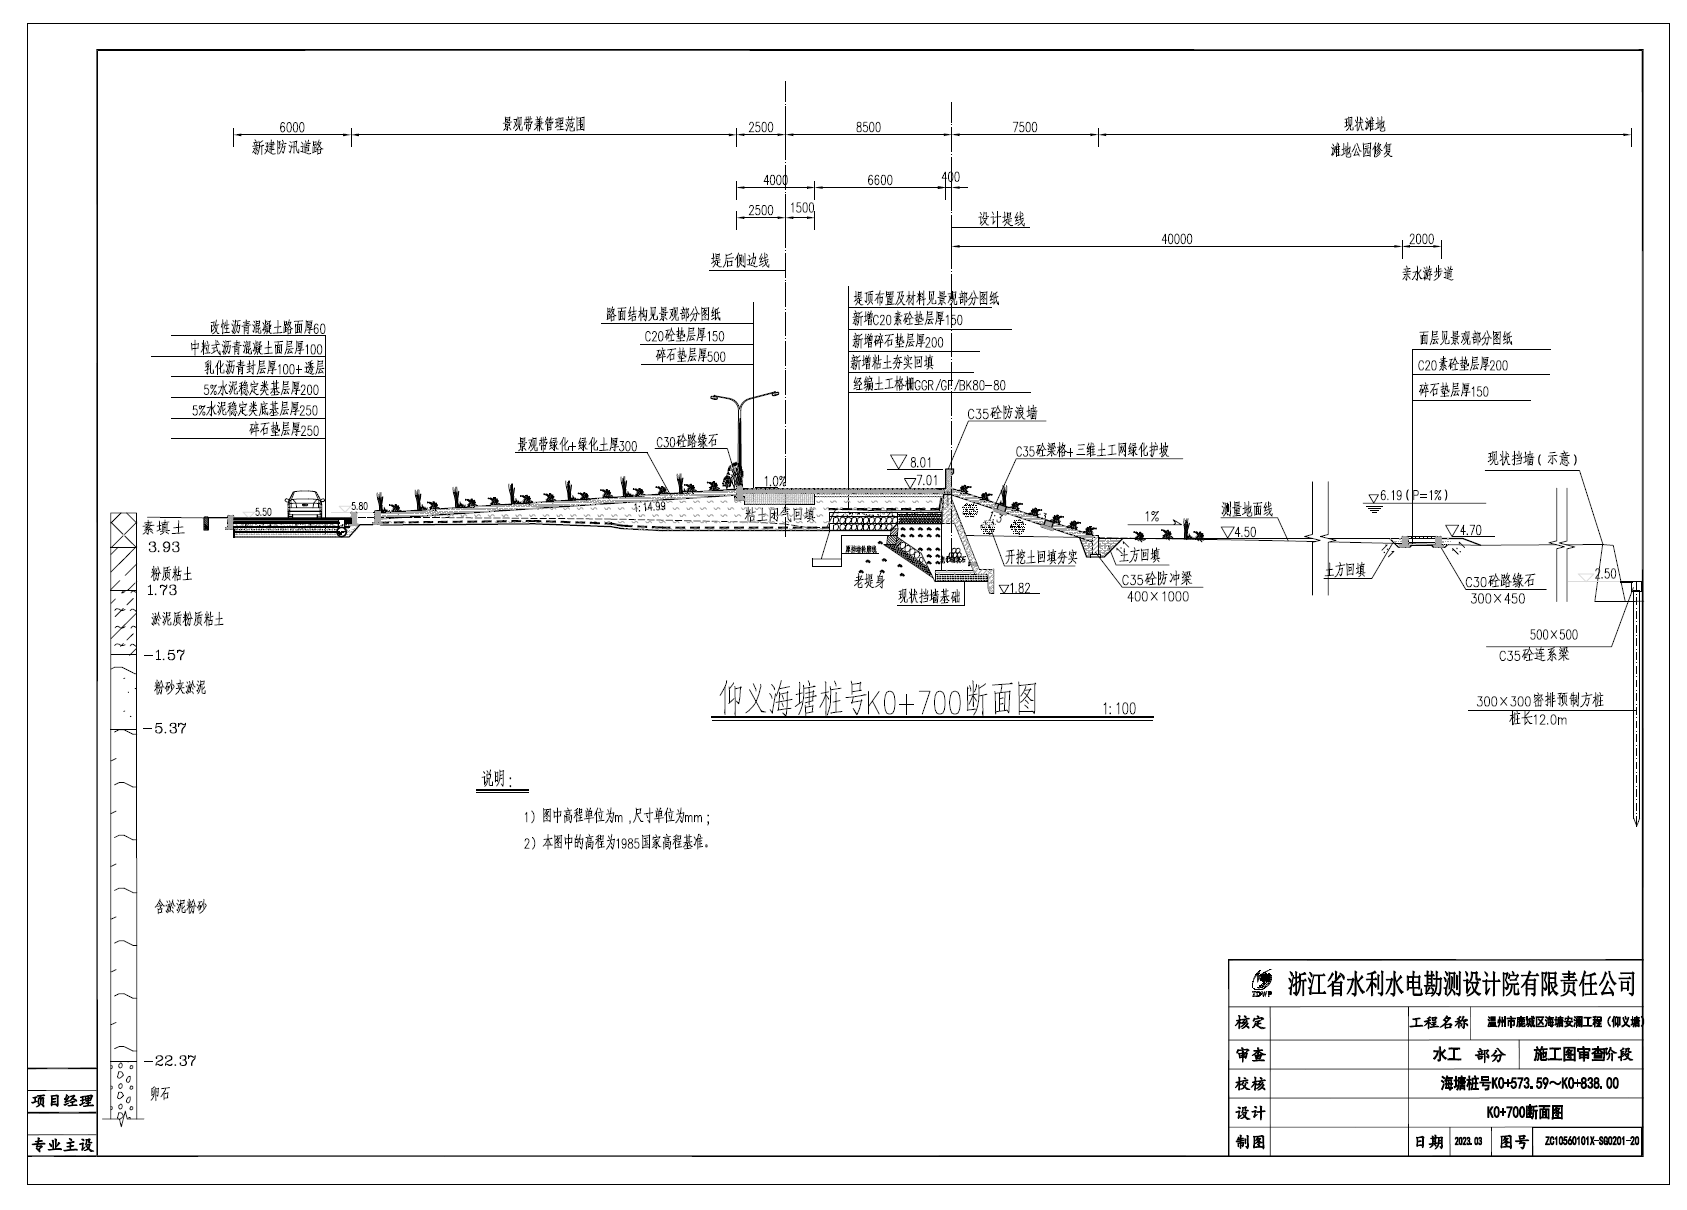 6000
景观带兼管理范围
2500
8500
7500
现状滩地
新建防汛道路
滩地公园修复
4000
6600
400
2500
1500
设计堤线
40000
2000
堤后侧边线
亲水游步道
改性沥青混凝土路面厚60
中粒式沥青混凝土面层厚100
乳化沥青封层厚100+透层
5%水泥稳定类基层厚200
5%水泥稳定类底基层厚250
碎石垫层厚250
路面结构见景观部分图纸
C20砼垫层厚150
碎石垫层厚500
堤顶布置及材料见景观部分图纸
新增C20素砼垫层厚150
新增碎石垫层厚200
新增粘土夯实回填
经编土工格栅GGR/GE/BK80-80
面层见景观部分图纸
C20素砼垫层厚200
碎石垫层厚150
C35砼防浪墙
景观带绿化+绿化土厚300
C30砼路缘石
C35砼梁格+三维土工网绿化护坡
现状挡墙(示意)
8.01
7.01
1.0%
6.19(P=1%)
测量地面线
5.50
5.80
1:14.99
粘土闭气回填
1:3
1%
4.50
4.70
素填土
3.93
粉质粘土
1.73
淤泥质粉质粘土
-1.57
粉砂夹淤泥
-5.37
含淤泥粉砂
-22.37
卵石
老堤身
现状挡墙基础
1.82
开挖土回填夯实
1:1
土方回填
C35砼防冲梁
400×1000
1:1
1:1
土方回填
C30砼路缘石
300×450
2.50
500×500
C35砼连系梁
300×300密排预制方桩
桩长12.0m
仰义海塘桩号K0+700断面图
1:100
说明：
1）图中高程单位为m ,尺寸单位为mm；
2）本图中的高程为1985国家高程基准。
ZDWP
浙江省水利水电勘测设计院有限责任公司
核定
工程名称
温州市鹿城区海塘安澜工程（仰义塘）
审查
水工 部分
施工图审查阶段
校核
海塘桩号K0+573.59～K0+838.00
设计
K0+700断面图
制图
日期
2023.03
图号
ZC10560101X-SG0201-20
项目经理
专业主设